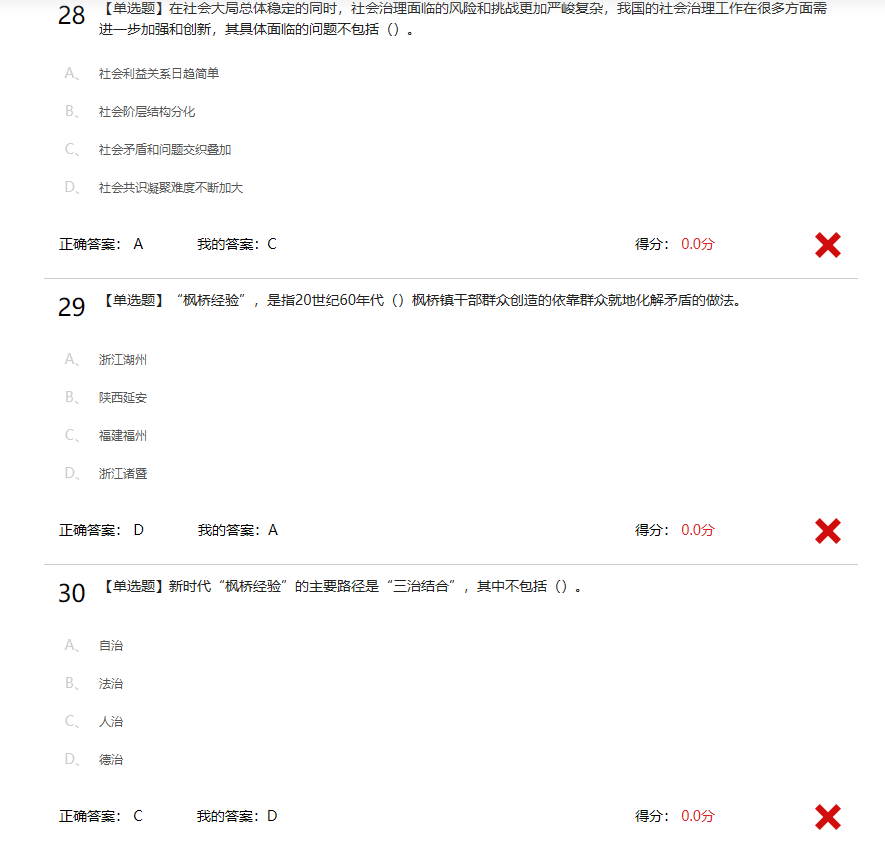 28 【单选题】在社会大局总体稳定的同时，社会治理面临的风险和挑战更加严峻复杂，我国的社会治理工作在很多方面需
进一步加强和创新，其具体面临的问题不包括（）。
A、 社会利益关系日趋简单
B、 社会阶层结构分化
C、 社会矛盾和问题交织叠加
D、 社会共识凝聚难度不断加大
正确答案： A 我的答案：C 得分： 0.0分
29 【单选题】“枫桥经验”，是指20世纪60年代（）枫桥镇干部群众创造的依靠群众就地化解矛盾的做法。
A、 浙江湖州
B、 陕西延安
C、 福建福州
D、 浙江诸暨
正确答案： D 我的答案：A 得分： 0.0分
30 【单选题】新时代“枫桥经验”的主要路径是“三治结合”，其中不包括（）。
A、 自治
B、 法治
C、 人治
D、 德治
正确答案： C 我的答案：D 得分： 0.0分